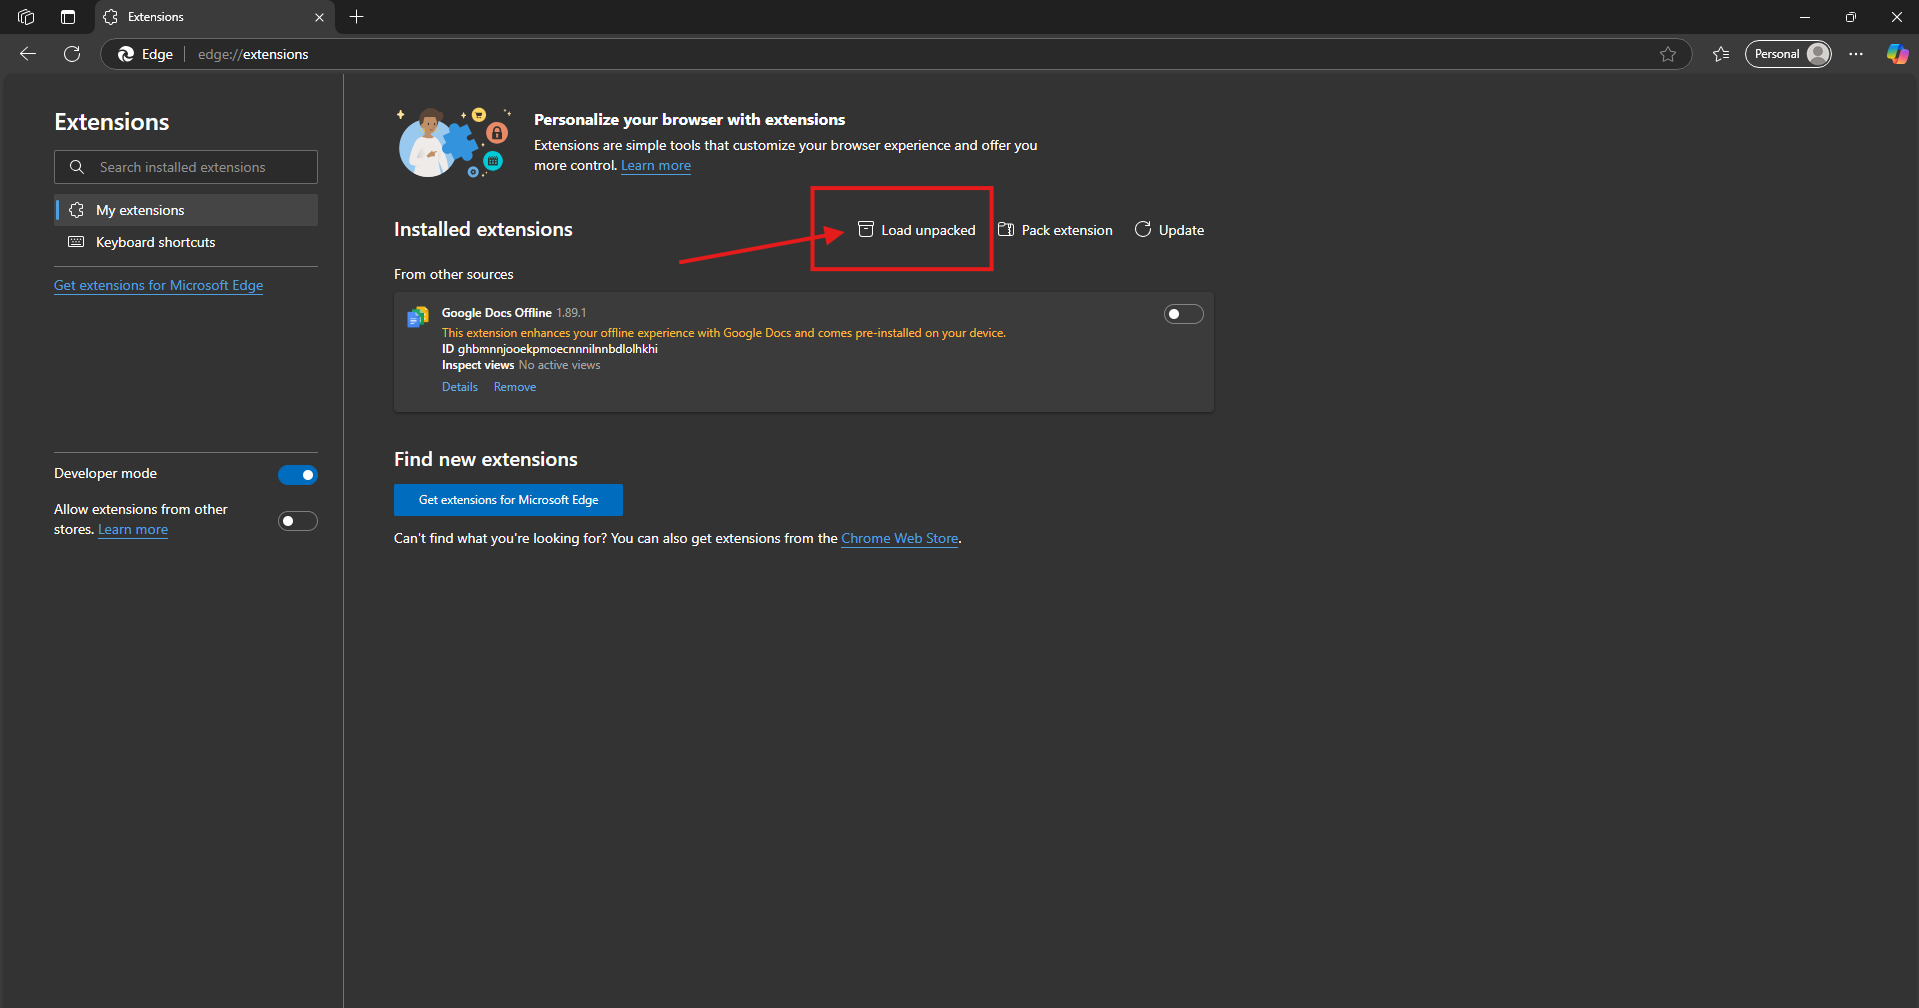 Extensions
Edge
edge://extensions
Personal
Extensions
Search installed extensions
My extensions
Keyboard shortcuts
Get extensions for Microsoft Edge
Developer mode
Allow extensions from other
stores. Learn more
Personalize your browser with extensions
Extensions are simple tools that customize your browser experience and offer you
more control. Learn more
Installed extensions
Load unpacked
Pack extension
Update
From other sources
Google Docs Offline 1.89.1
This extension enhances your offline experience with Google Docs and comes pre-installed on your device.
ID ghbmnnjooekpmoecnnnilnnbdlolhkhi
Inspect views No active views
Details Remove
Find new extensions
Get extensions for Microsoft Edge
Can't find what you're looking for? You can also get extensions from the Chrome Web Store.